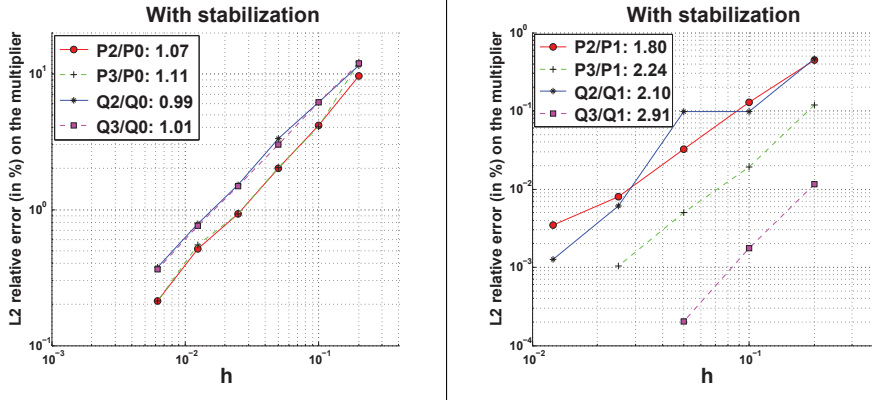 With stabilization
P2/P0: 1.07
P3/P0: 1.11
Q2/Q0: 0.99
Q3/Q0: 1.01
L2 relative error (in %) on the multiplier
10^1
10^0
10^-1
10^-3
10^-2
10^-1
h
With stabilization
P2/P1: 1.80
P3/P1: 2.24
Q2/Q1: 2.10
Q3/Q1: 2.91
L2 relative error (in %) on the multiplier
10^0
10^-1
10^-2
10^-3
10^-4
10^-2
10^-1
h